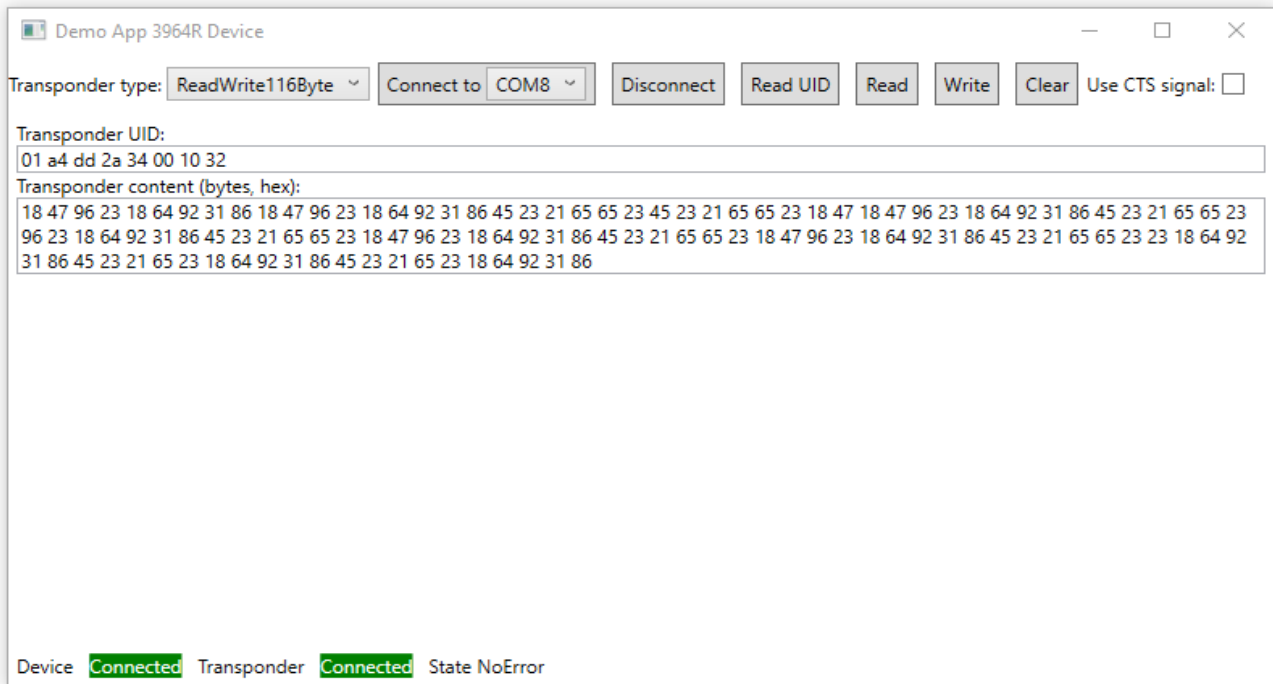 Demo App 3964R Device
Transponder type: ReadWrite116Byte Connect to COM8 Disconnect Read UID Read Write Clear Use CTS signal:
Transponder UID:
01 a4 dd 2a 34 00 10 32
Transponder content (bytes, hex):
18 47 96 23 18 64 92 31 86 18 47 96 23 18 64 92 31 86 45 23 21 65 65 23 45 23 21 65 65 23 18 47 18 47 96 23 18 64 92 31 86 45 23 21 65 65 23
96 23 18 64 92 31 86 45 23 21 65 65 23 18 47 96 23 18 64 92 31 86 45 23 21 65 65 23 18 47 96 23 18 64 92 31 86 45 23 21 65 65 23 23 18 64 92
31 86 45 23 21 65 23 18 64 92 31 86 45 23 21 65 23 18 64 92 31 86
Device Connected Transponder Connected State NoError